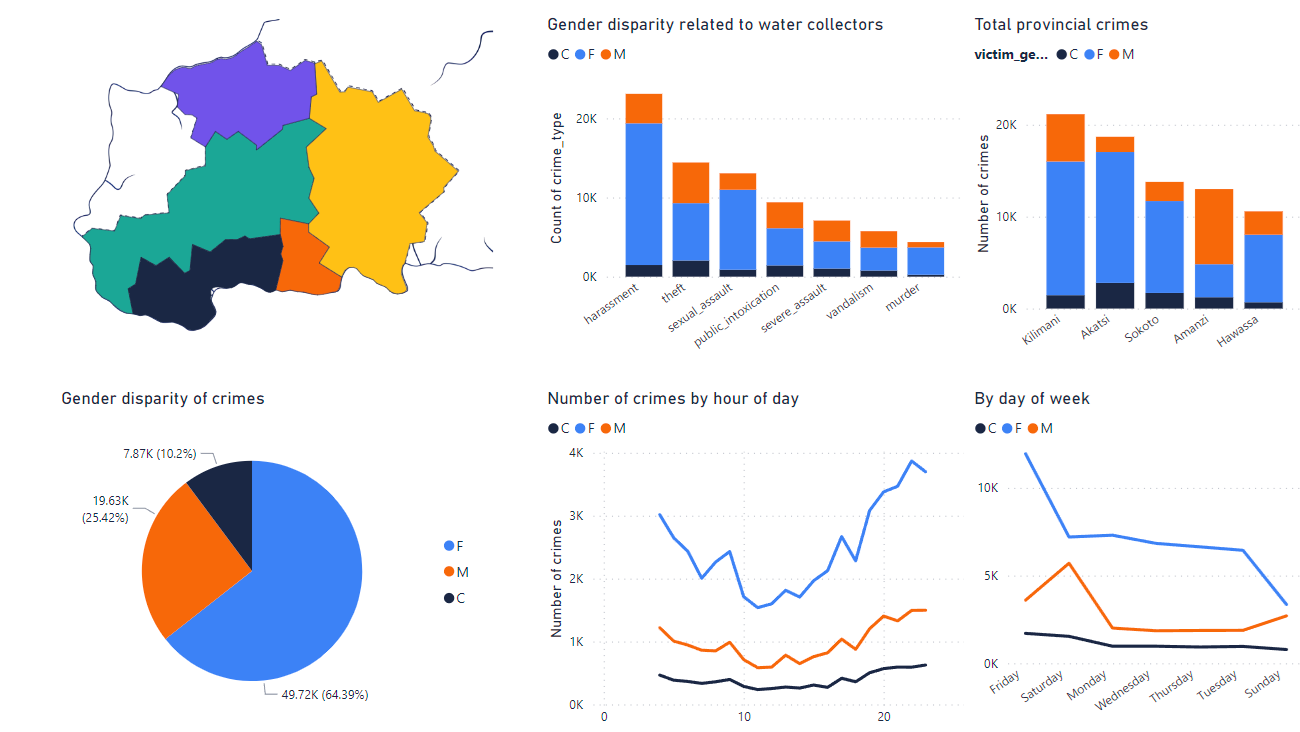 Gender disparity related to water collectors
C F M
Count of crime_type
20K
10K
0K
harassment
theft
sexual_assault
public_intoxication
severe_assault
vandalism
murder
Total provincial crimes
victim_ge... C F M
Number of crimes
20K
10K
0K
Kilimani
Akatsi
Sokoto
Amanzi
Hawassa
Gender disparity of crimes
7.87K (10.2%)
19.63K
(25.42%)
49.72K (64.39%)
F
M
C
Number of crimes by hour of day
C F M
Number of crimes
4K
3K
2K
1K
0K
0
10
20
By day of week
C F M
10K
5K
0K
Friday
Saturday
Monday
Wednesday
Thursday
Tuesday
Sunday